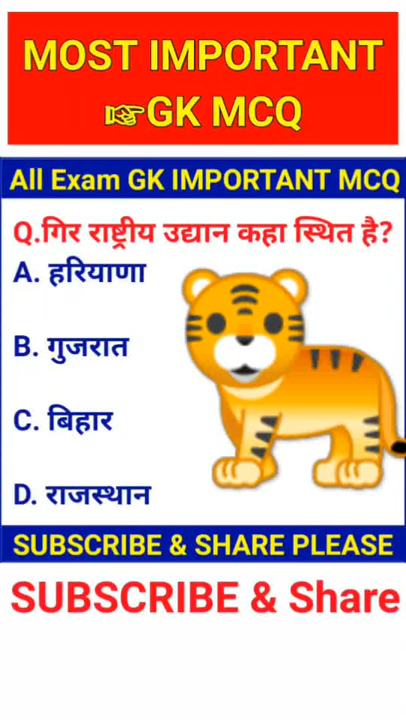 MOST IMPORTANT
☞GK MCQ
All Exam GK IMPORTANT MCQ
Q.गिर राष्ट्रीय उद्यान कहा स्थित है?
A. हरियाणा
B. गुजरात
C. बिहार
D. राजस्थान
SUBSCRIBE & SHARE PLEASE
SUBSCRIBE & Share